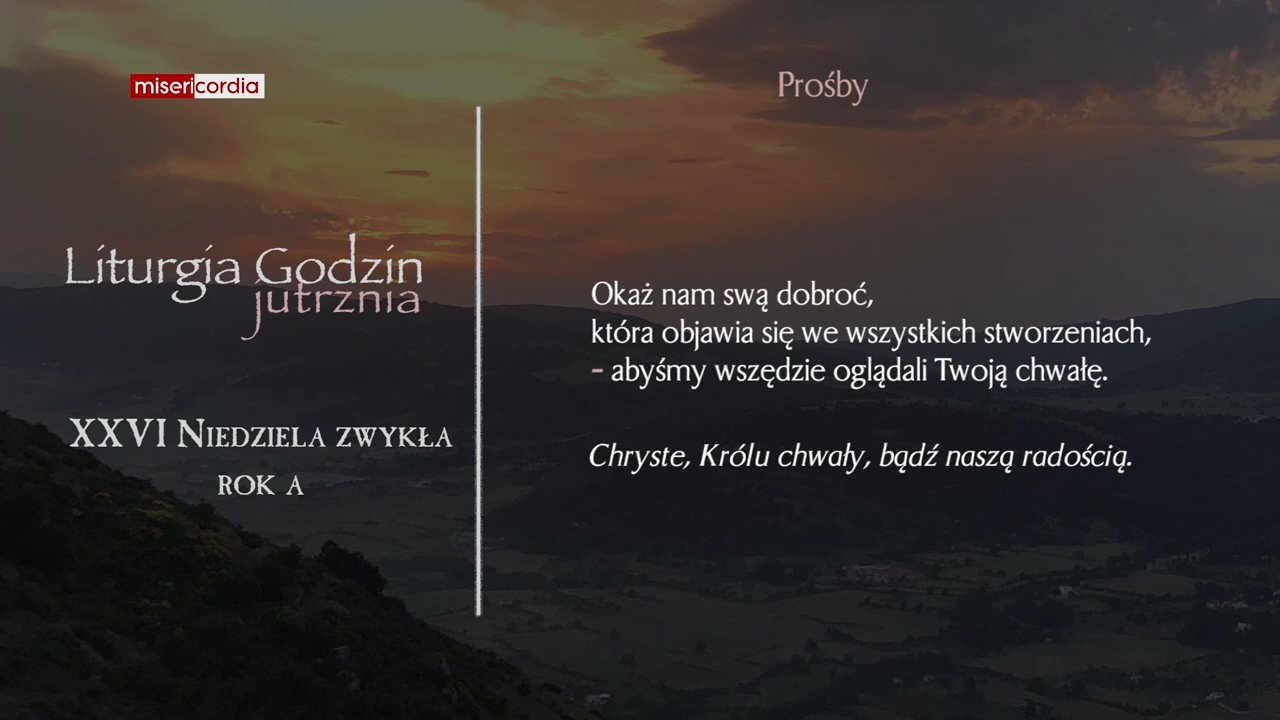 misericordia
Liturgia Godzin
jutrznia
XXVI Niedziela zwykła
rok A
Prośby
Okaż nam swą dobroć,
która objawia się we wszystkich stworzeniach,
- abyśmy wszędzie oglądali Twoją chwałę.
Chryste, Królu chwały, bądź naszą radością.